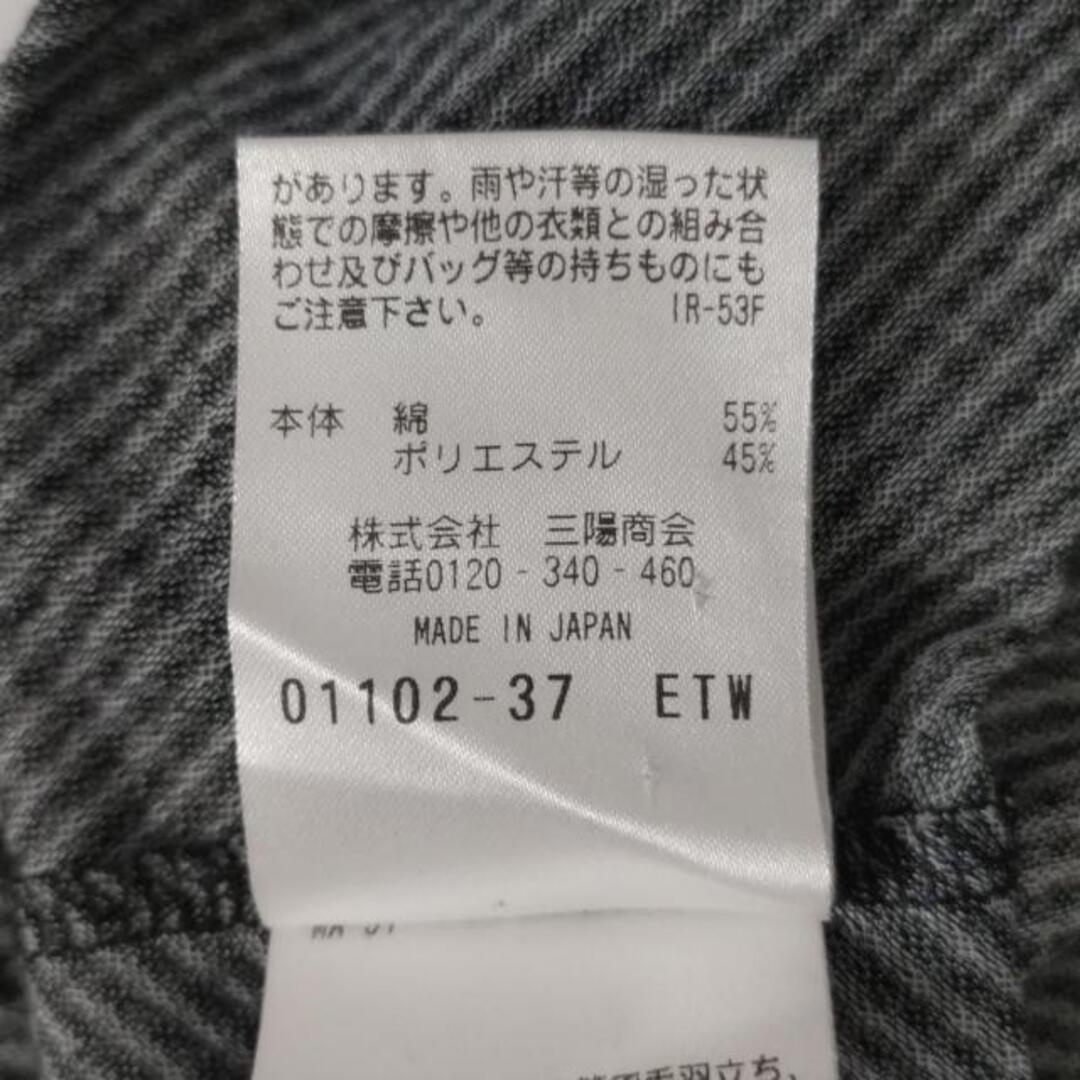 があります。雨や汗等の湿った状
態での摩擦や他の衣類との組み合
わせ及びバッグ等の持ちものにも
ご注意下さい。 IR-53F
本体 綿 55%
ポリエステル 45%
株式会社 三陽商会
電話0120-340-460
MADE IN JAPAN
01102-37 ETW
羽立ち、